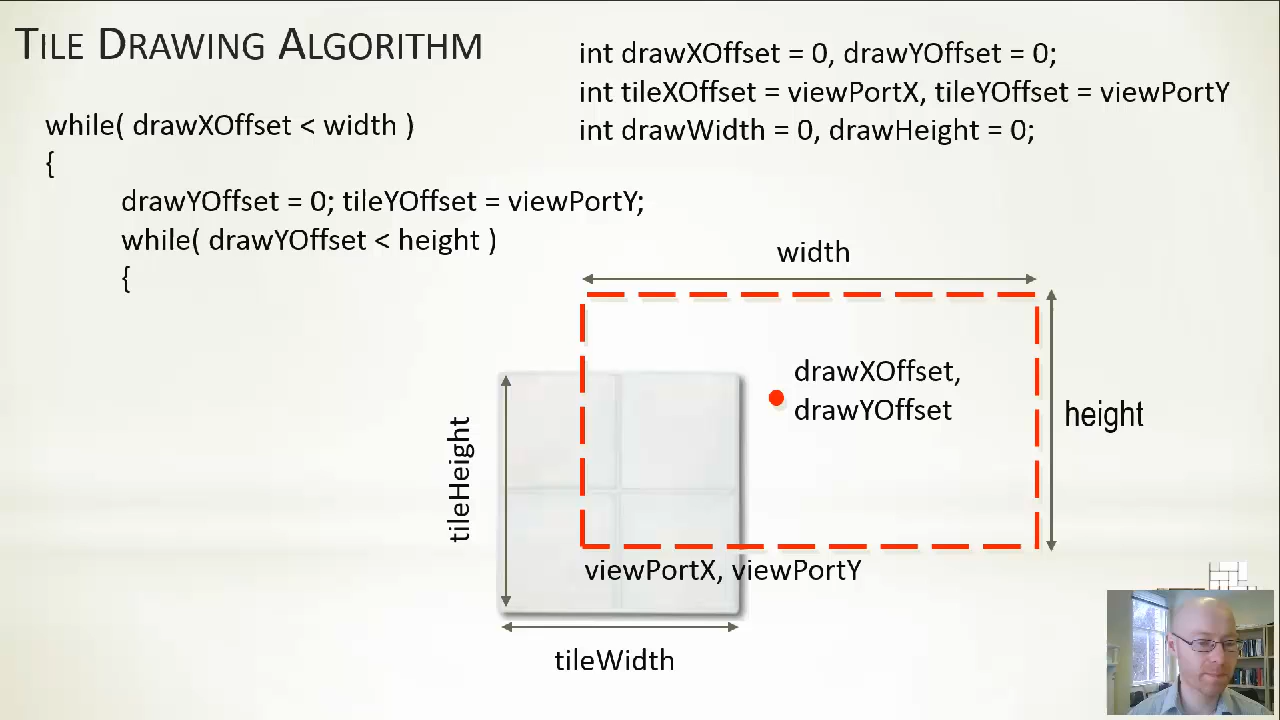 TILE DRAWING ALGORITHM
int drawXOffset = 0, drawYOffset = 0;
int tileXOffset = viewPortX, tileYOffset = viewPortY
int drawWidth = 0, drawHeight = 0;
while( drawXOffset < width )
{
drawYOffset = 0; tileYOffset = viewPortY;
while( drawYOffset < height )
{
width
drawXOffset,
drawYOffset
height
tileHeight
viewPortX, viewPortY
tileWidth